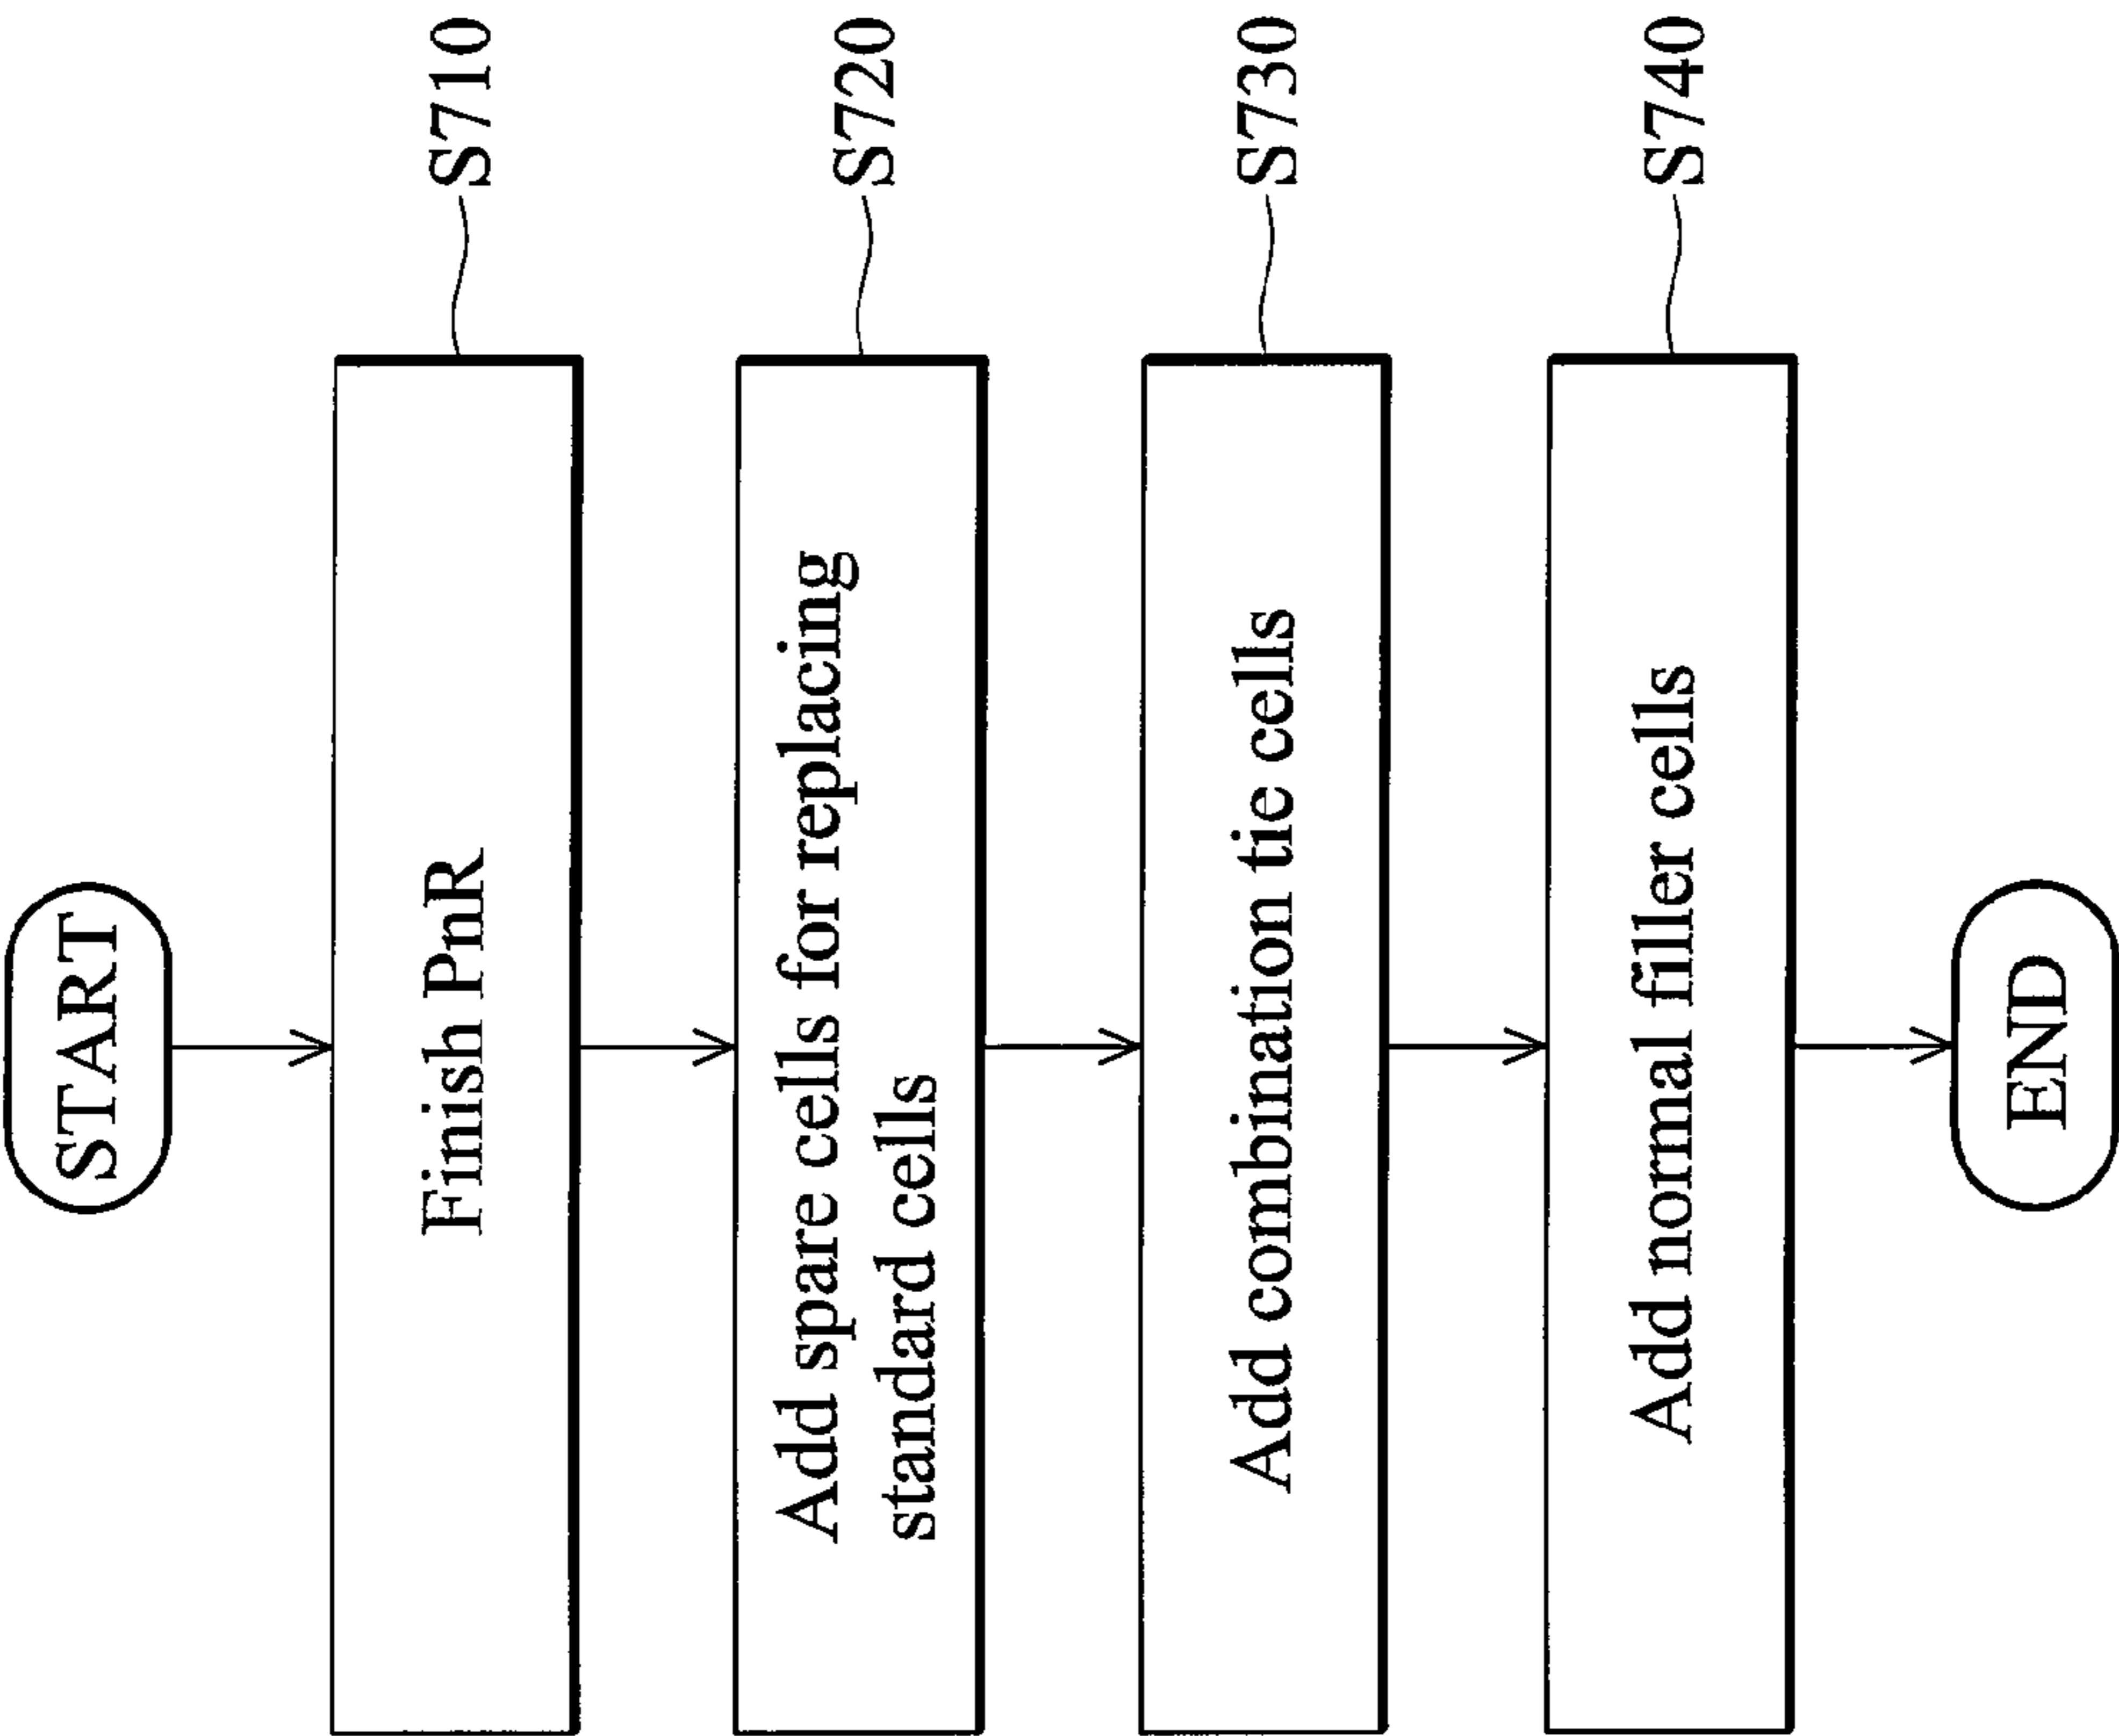 START
Finish PnR
S710
Add spare cells for replacing
standard cells
S720
Add combination tie cells
S730
Add normal filler cells
S740
END